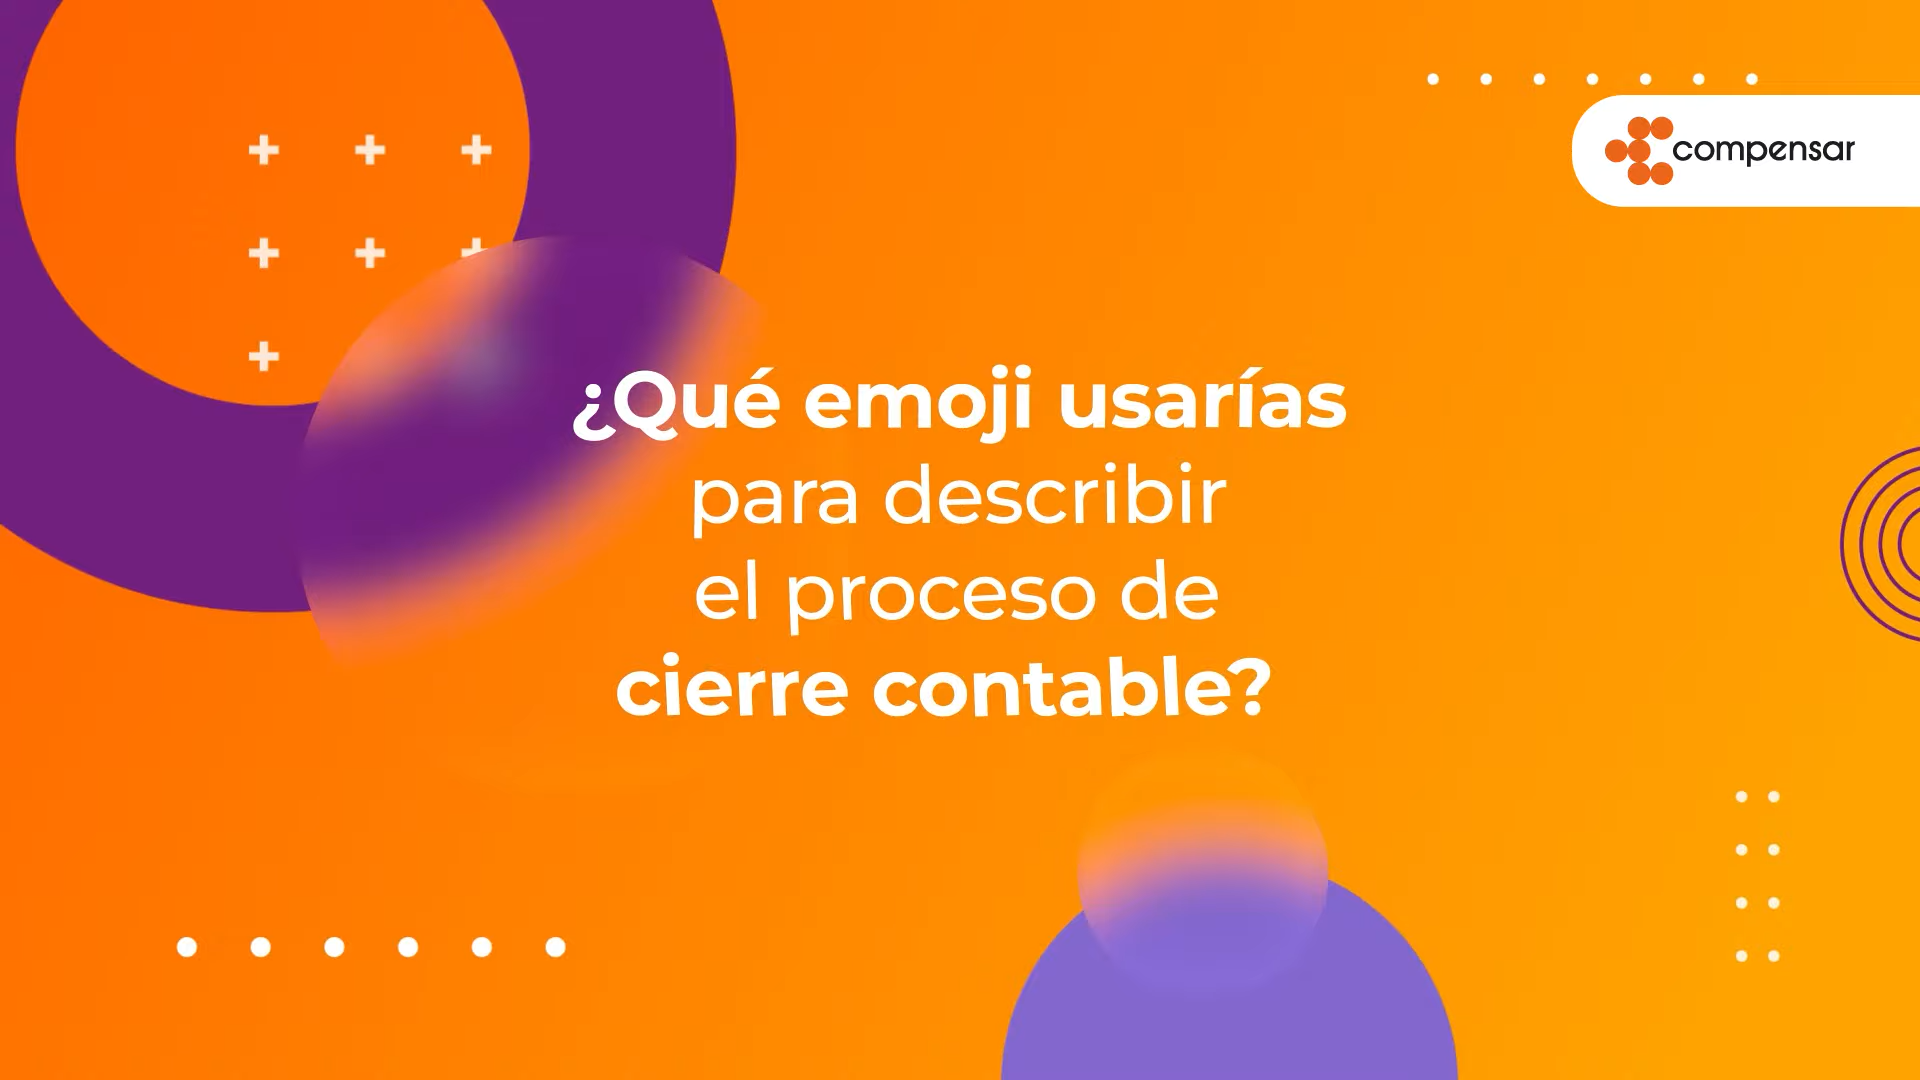 compensar
¿Qué emoji usarías
para describir
el proceso de
cierre contable?